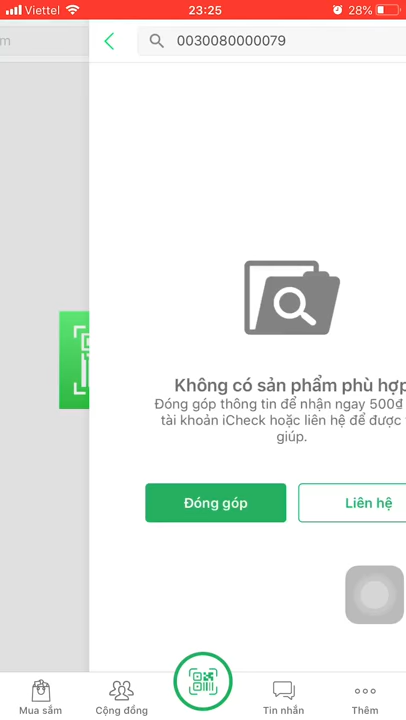 Viettel 23:25 28%
m
0030080000079
Không có sản phẩm phù hợp
Đóng góp thông tin để nhận ngay 500₫
tài khoản iCheck hoặc liên hệ để được
giúp.
Đóng góp Liên hệ
Mua sắm Cộng đồng Tin nhắn Thêm